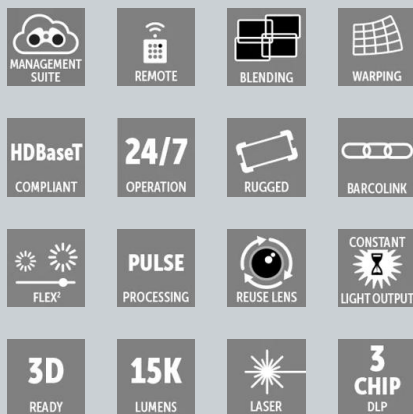 MANAGEMENT
SUITE
REMOTE
BLENDING
WARPING
HDBaseT
COMPLIANT
24/7
OPERATION
RUGGED
BARCOLINK
FLEX²
PULSE
PROCESSING
REUSE LENS
CONSTANT
LIGHT OUTPUT
3D
READY
15K
LUMENS
LASER
3
CHIP
DLP